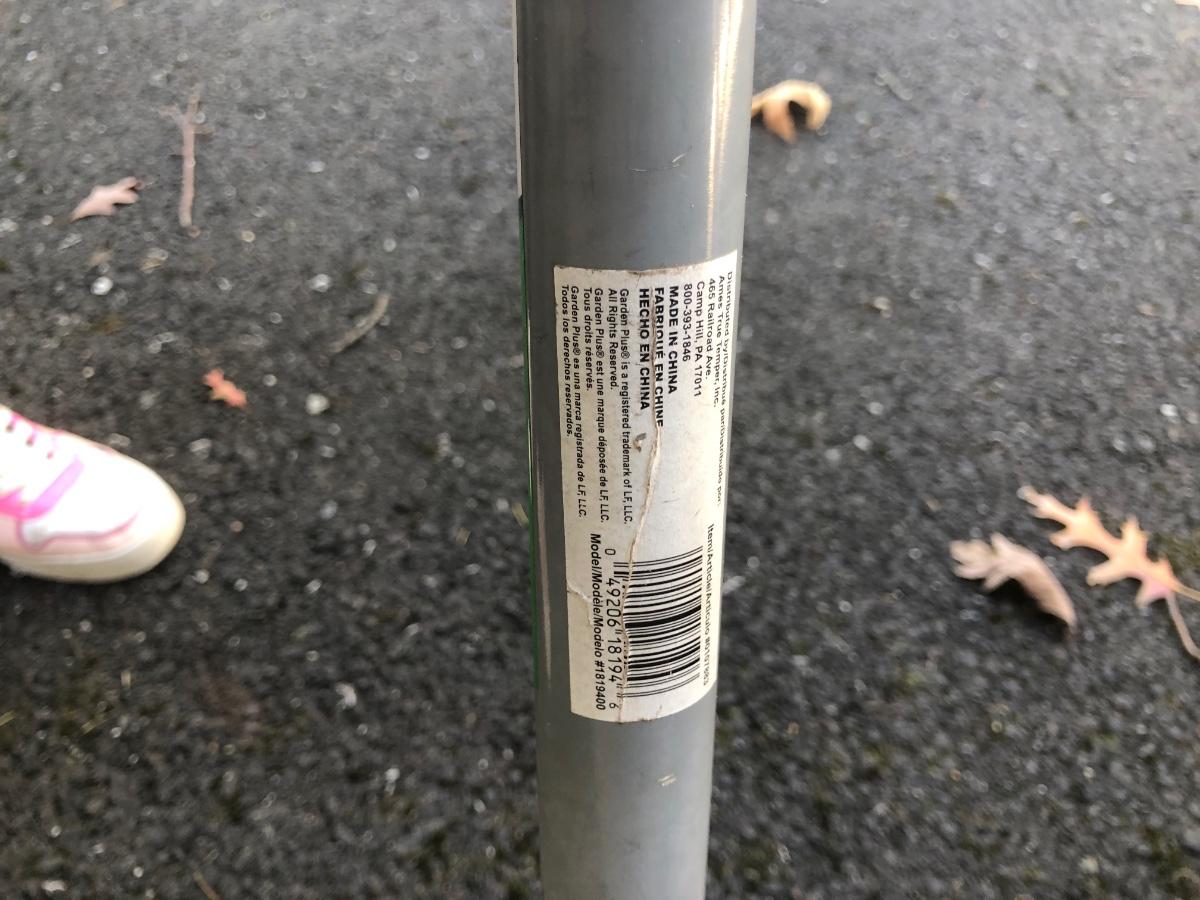 Distributed by/Distribué par/Distribuido por:
Ames True Temper, Inc.
465 Railroad Ave.
Camp Hill, PA 17011
800-393-1846
MADE IN CHINA
FABRIQUÉ EN CHINE
HECHO EN CHINA
Garden Plus® is a registered trademark of LF, LLC.
All Rights Reserved.
Garden Plus® est une marque déposée de LF, LLC.
Tous droits réservés.
Garden Plus® es una marca registrada de LF, LLC.
Todos los derechos reservados.
Item/Article/Artículo #0107883
0 49206 18194 6
Model/Modèle/Modelo #1819400